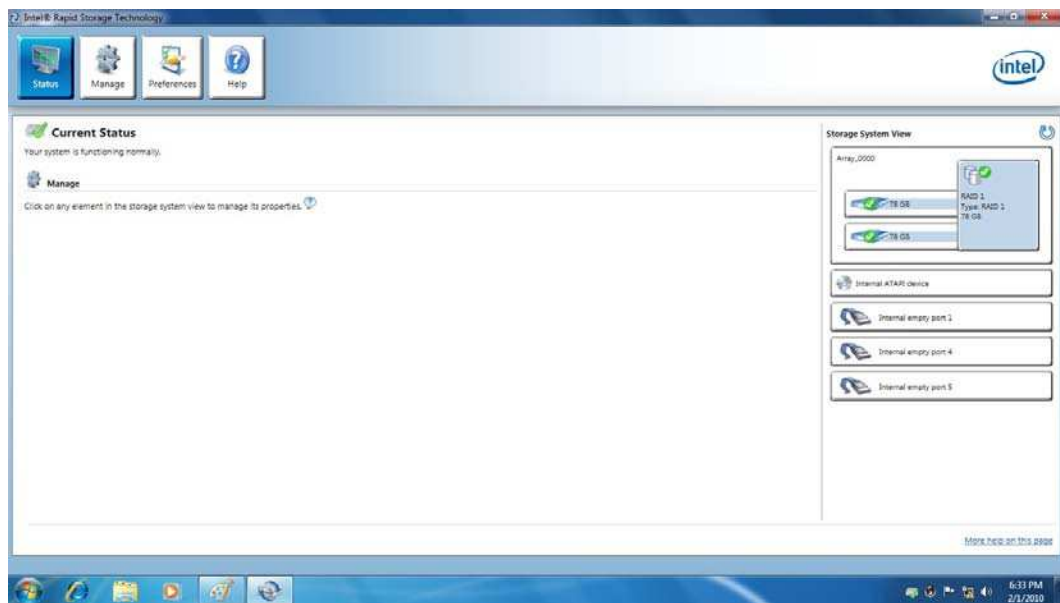 Intel® Rapid Storage Technology
Status
Manage
Preferences
Help
intel
Current Status
Your system is functioning normally.
Manage
Click on any element in the storage system view to manage its properties.
Storage System View
Array_0000
78 GB
78 GB
RAID 1
Type: RAID 1
78 GB
Internal ATAPI device
Internal empty port 1
Internal empty port 4
Internal empty port 5
More help on this page
6:33 PM
2/1/2010